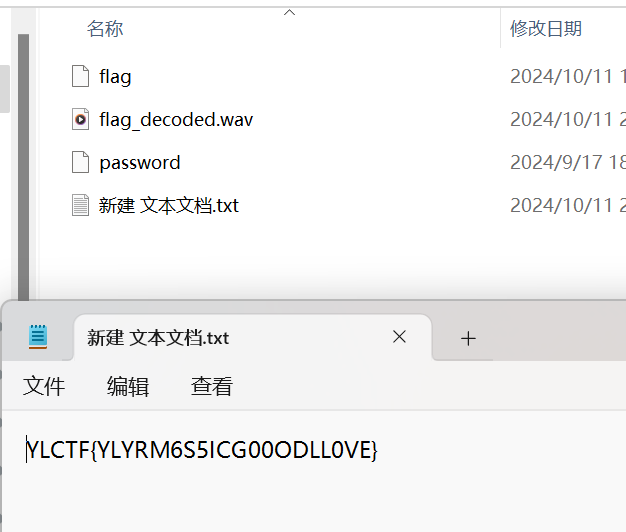 名称 修改日期
flag 2024/10/11 1
flag_decoded.wav 2024/10/11 2
password 2024/9/17 18
新建 文本文档.txt 2024/10/11 2
新建 文本文档.txt
文件 编辑 查看
YLCTF{YLYRM6S5ICG00ODLL0VE}